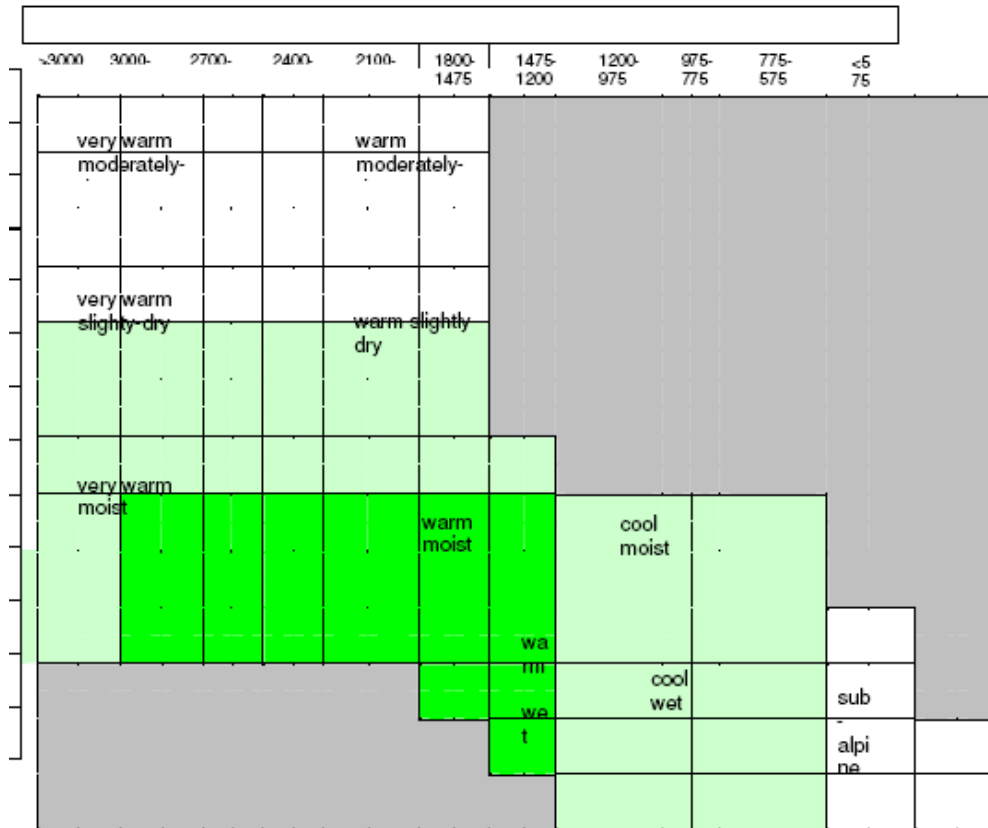 >3000 3000- 2700- 2400- 2100- 1800- 1475- 1200- 975- 775- <5
1475 1200 975 775 575 75
very warm
moderately-
warm
moderately-
very warm
slighty-dry
warm slightly
dry
very warm
moist
warm
moist
cool
moist
wa
rm
we
t
cool
wet
sub
-
alpi
ne